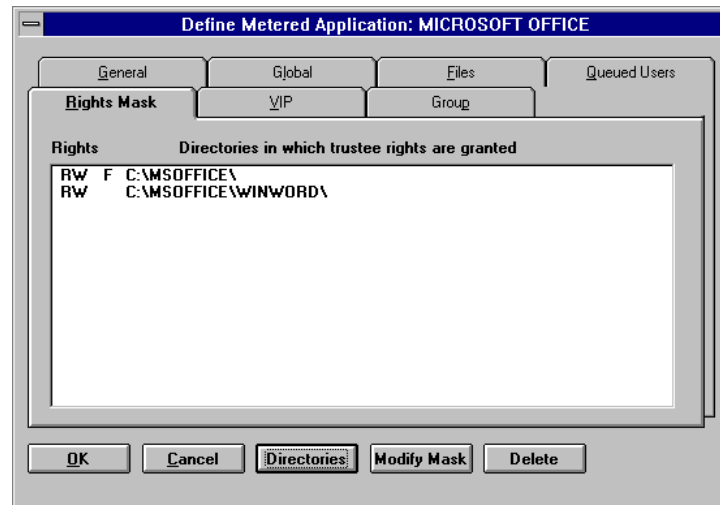 Define Metered Application: MICROSOFT OFFICE
General Global Files Queued Users
Rights Mask VIP Group
Rights Directories in which trustee rights are granted
RW F C:\MSOFFICE\
RW C:\MSOFFICE\WINWORD\
OK Cancel Directories Modify Mask Delete